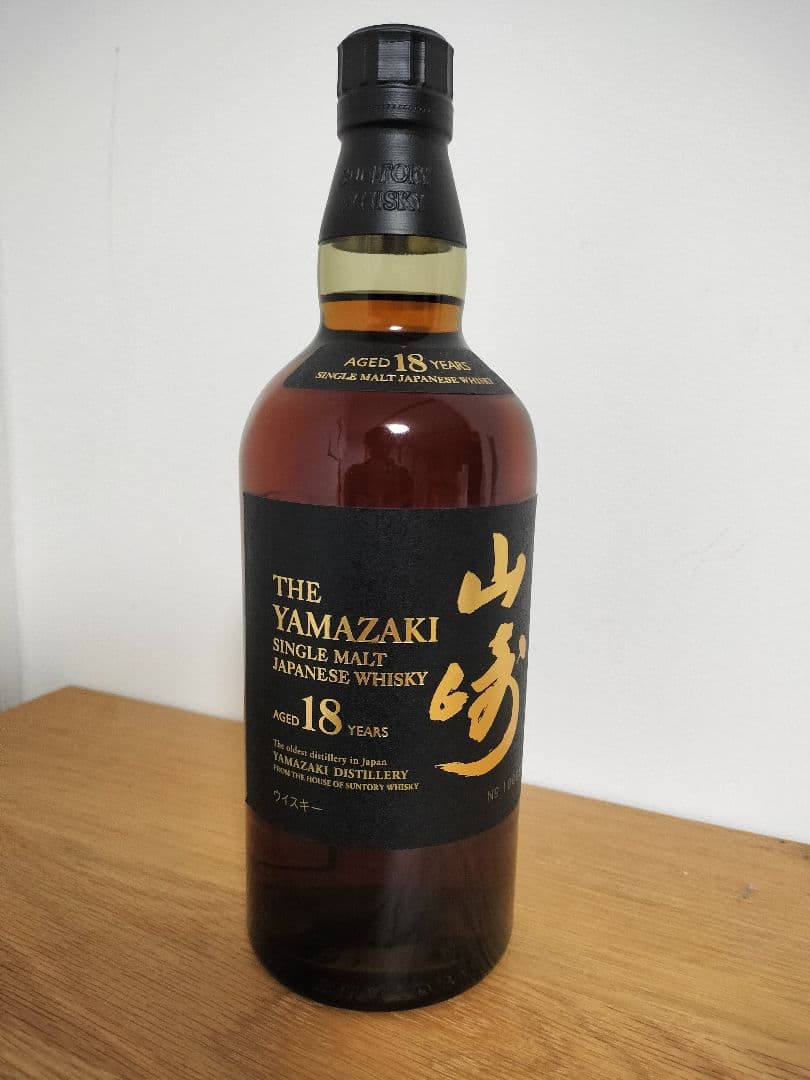 SUNTORY
WHISKY
AGED 18 YEARS
SINGLE MALT JAPANESE WHISKY
山崎
THE
YAMAZAKI
SINGLE MALT
JAPANESE WHISKY
AGED 18 YEARS
The oldest distillery in Japan
YAMAZAKI DISTILLERY
FROM THE HOUSE OF SUNTORY WHISKY
ウイスキー
No